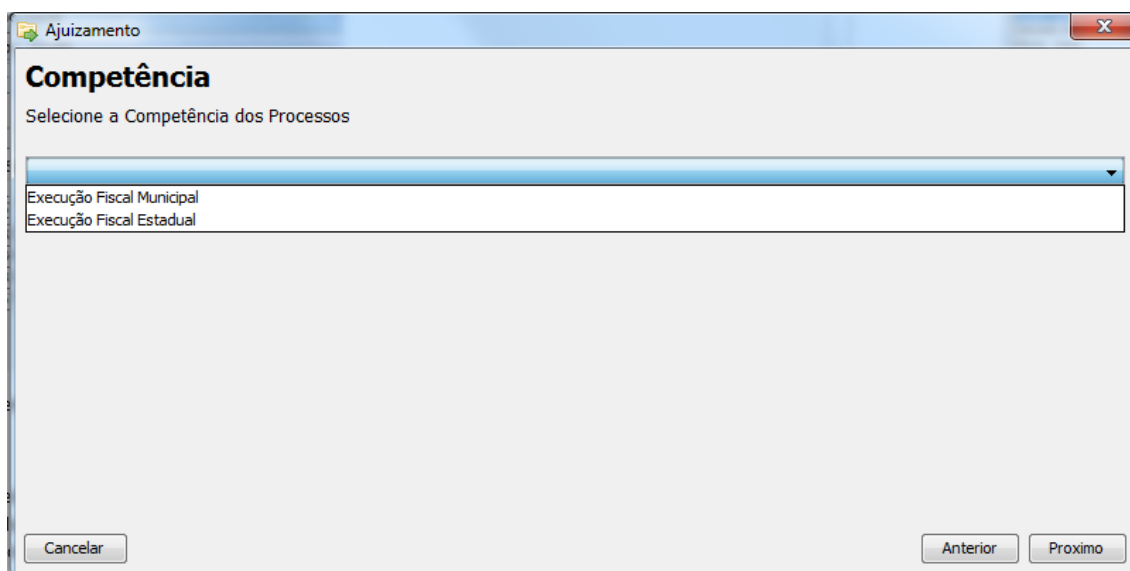 Ajuizamento
Competência
Selecione a Competência dos Processos
Execução Fiscal Municipal
Execução Fiscal Estadual
Cancelar
Anterior
Proximo